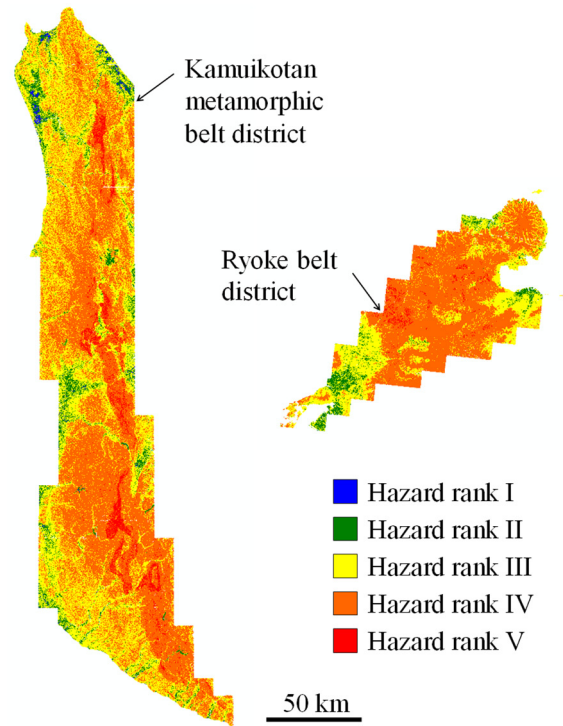 Kamuikotan
metamorphic
belt district
Ryoke belt
district
Hazard rank I
Hazard rank II
Hazard rank III
Hazard rank IV
Hazard rank V
50 km